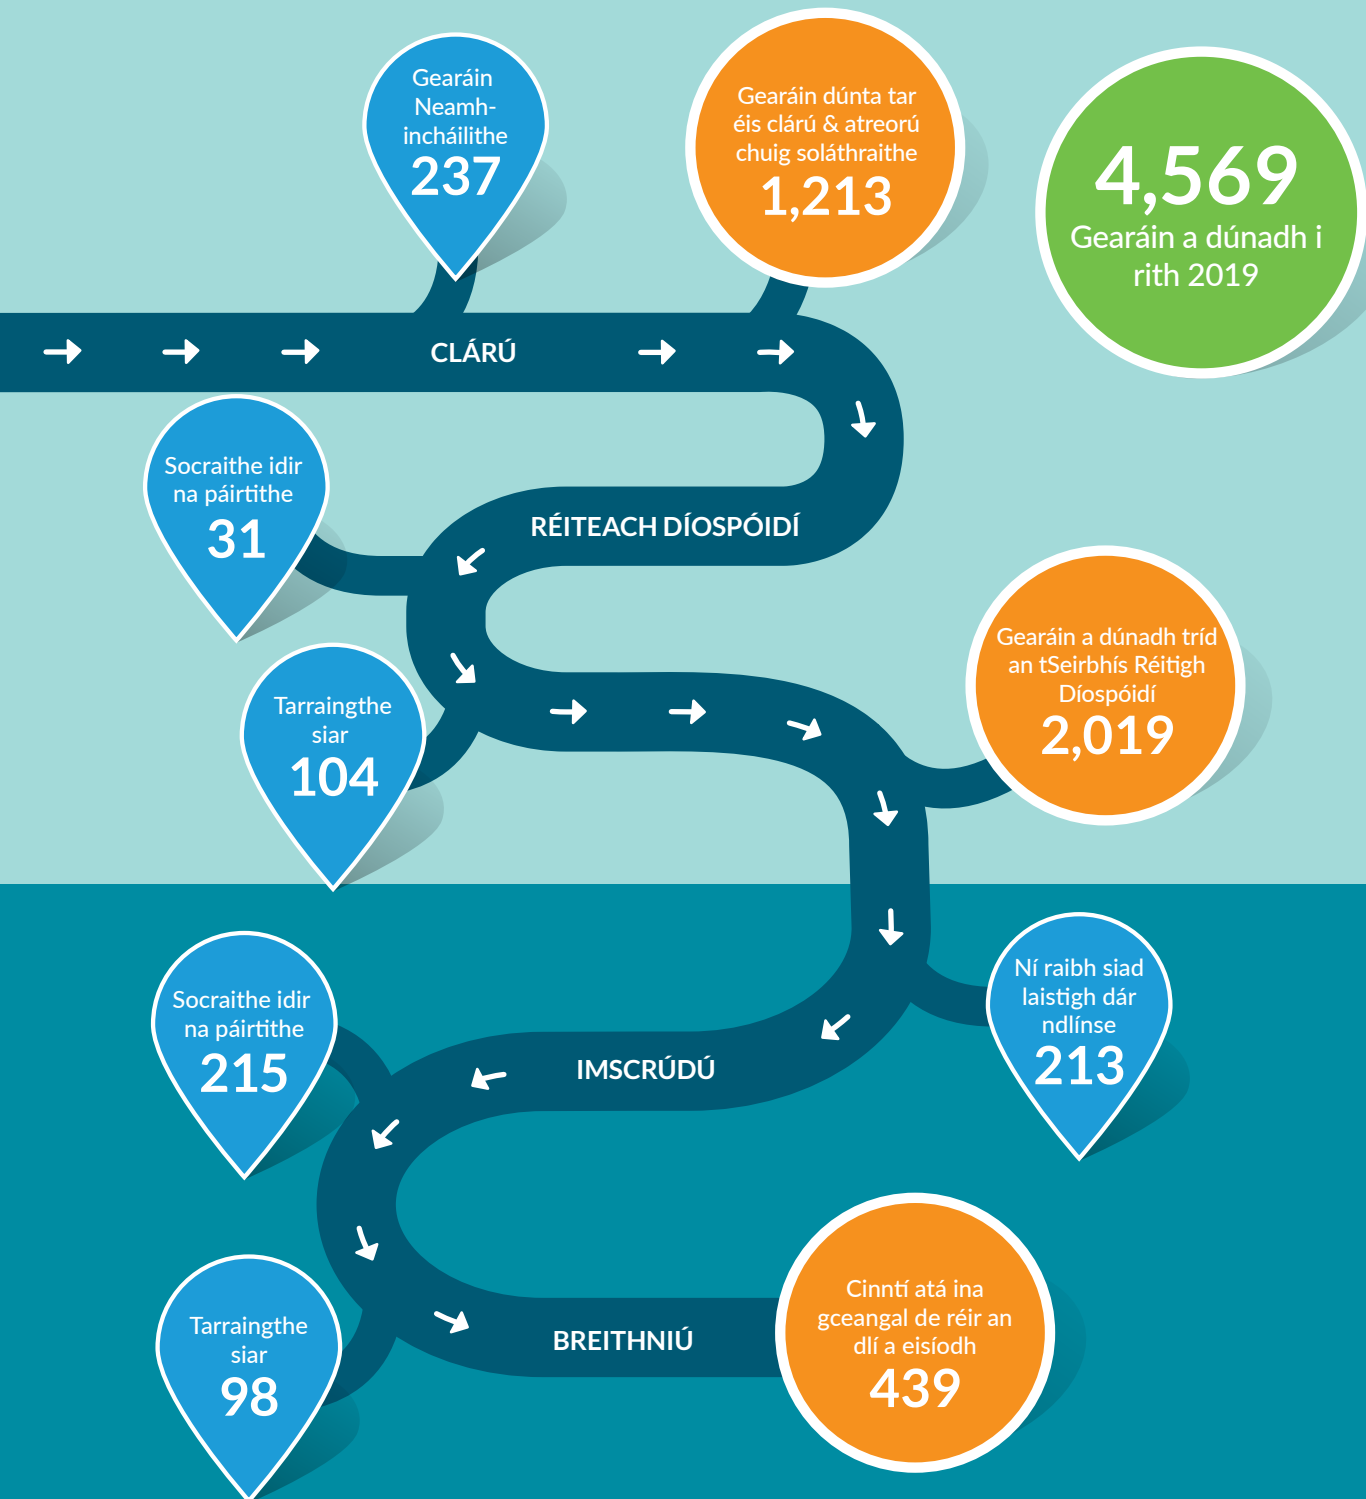 Gearáin
Neamh-
incháilithe
237
Gearáin dúnta tar
éis clárú & atreorú
chuig soláthraithe
1,213
4,569
Gearáin a dúnadh i
rith 2019
CLÁRÚ
Socraithe idir
na páirtithe
31
RÉITEACH DÍOSPÓIDÍ
Gearáin a dúnadh tríd
an tSeirbhís Réitigh
Díospóidí
2,019
Tarraingthe
siar
104
Socraithe idir
na páirtithe
215
Ní raibh siad
laistigh dár
ndlínse
213
IMSCRÚDÚ
Tarraingthe
siar
98
BREITHNIÚ
Cinntí atá ina
gceangal de réir an
dlí a eisíodh
439